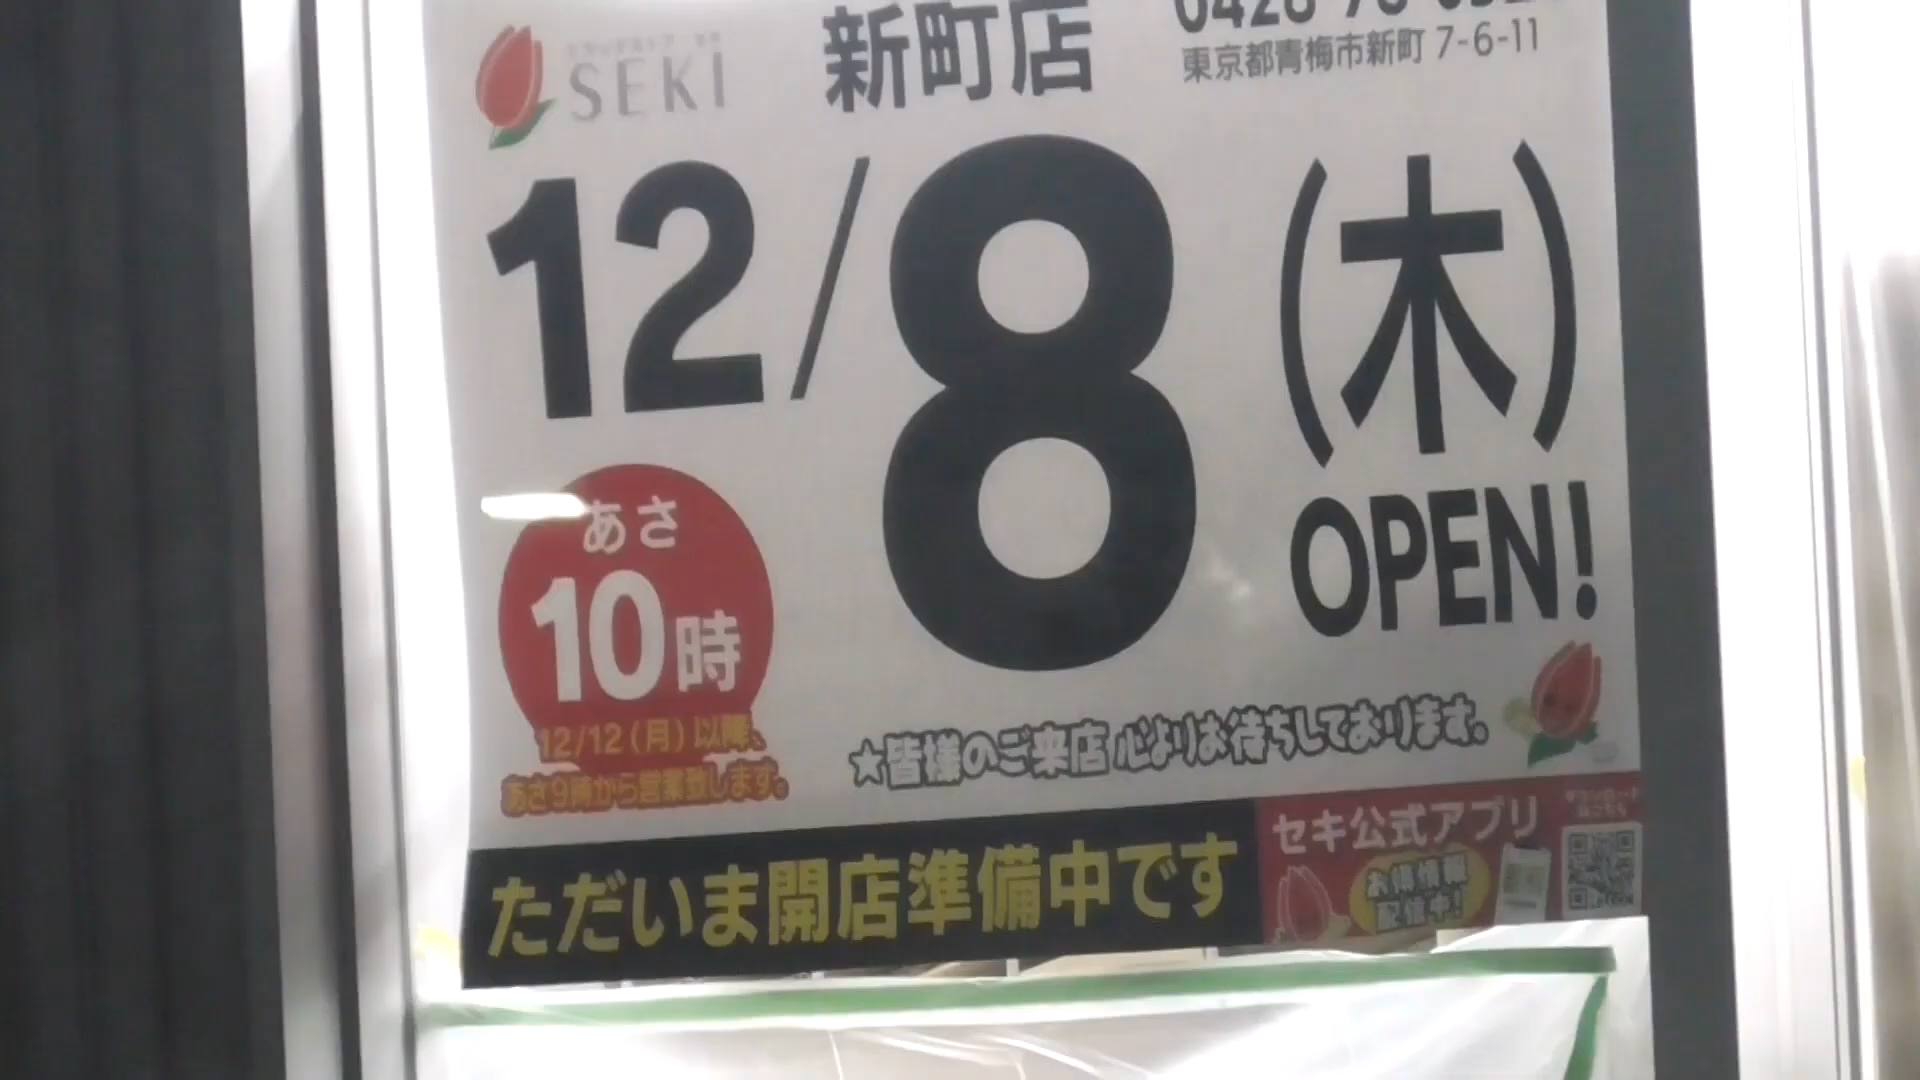 SEKI
新町店
東京都青梅市新町 7-6-11
12/8(木)
OPEN!
あさ
10時
12/12(月)以降、
あさ9時から営業致します。
★皆様のご来店 心よりお待ちしております。
ただいま開店準備中です
セキ公式アプリ
お得情報
配信中!